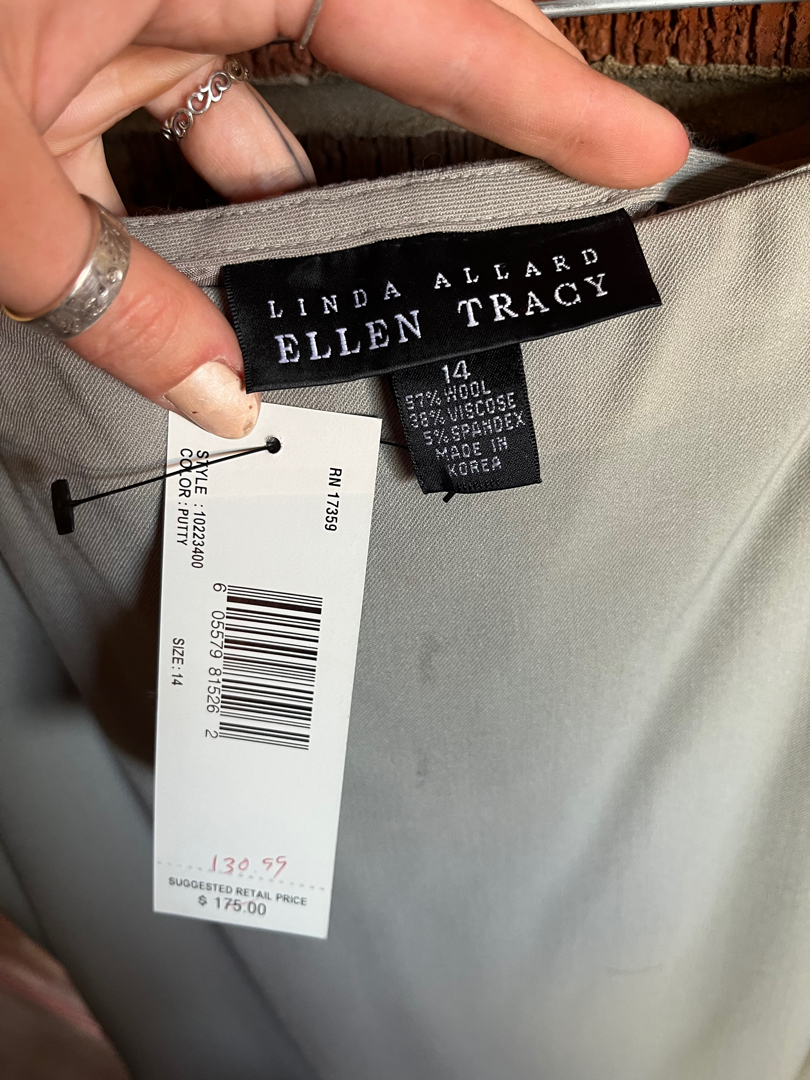 LINDA ALLARD
ELLEN TRACY
14
57% WOOL
38% VISCOSE
5% SPANDEX
MADE IN
KOREA
RN 17359
STYLE : 10223400
COLOR : PUTTY
SIZE: 14
6 05579 81526 2
130.99
SUGGESTED RETAIL PRICE
$ 175.00